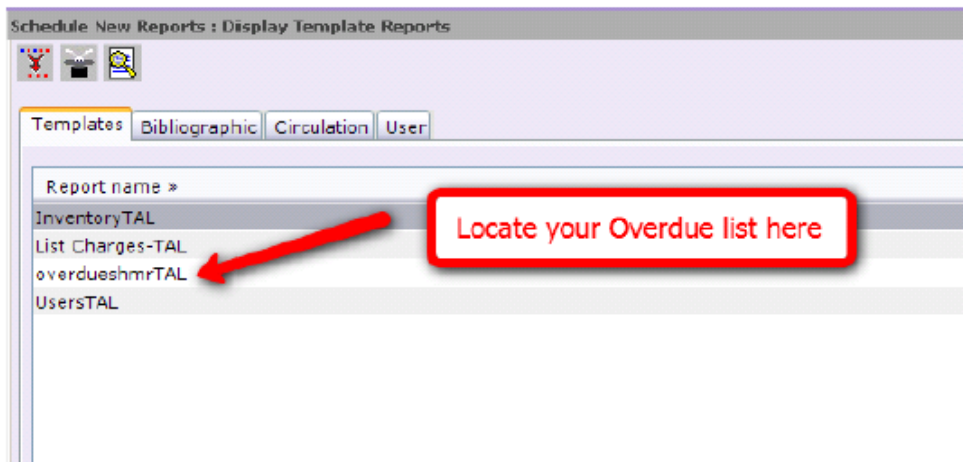 Schedule New Reports : Display Template Reports
Templates Bibliographic Circulation User
Report name »
InventoryTAL
Locate your Overdue list here
List Charges-TAL
overdueshmrTAL
UsersTAL